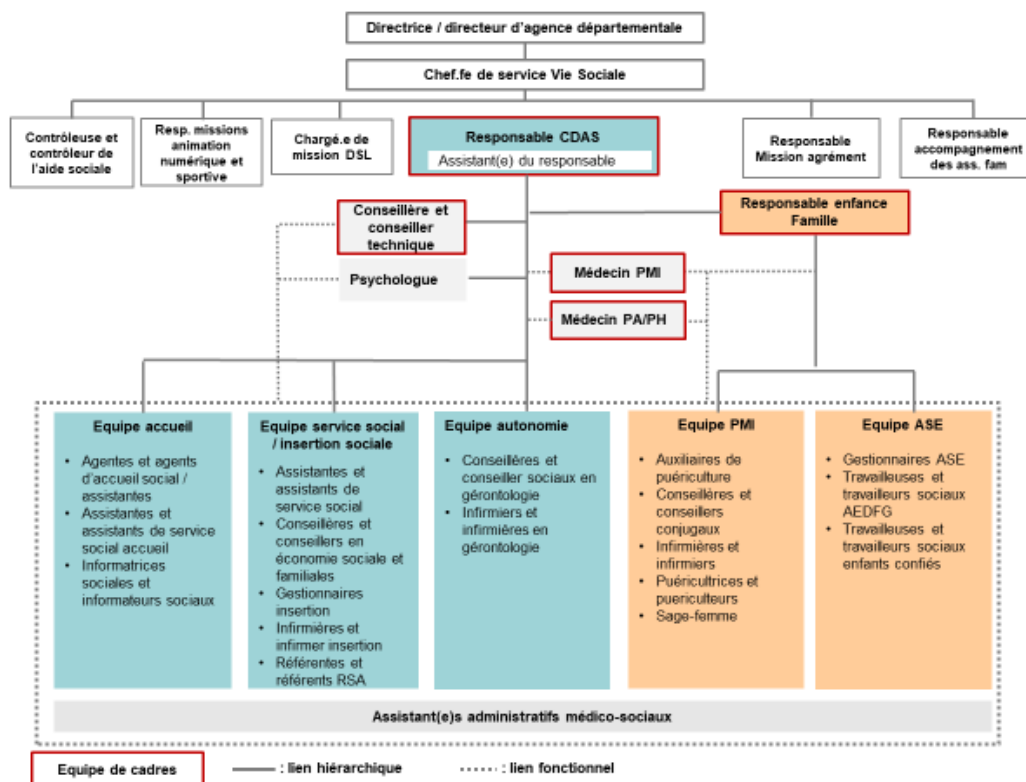 Directrice / directeur d'agence départementale
Chef.fe de service Vie Sociale
Contrôleuse et
contrôleur de
l'aide sociale
Resp. missions
animation
numérique et
sportive
Chargé.e de
mission DSL
Responsable CDAS
Assistant(e) du responsable
Responsable
Mission agrément
Responsable
accompagnement
des ass. fam
Conseillère et
conseiller
technique
Responsable enfance
Famille
Psychologue
Médecin PMI
Médecin PA/PH
Equipe accueil
• Agentes et agents
d'accueil social /
assistantes
• Assistantes et
assistants de service
social accueil
• Informatrices
sociales et
informateurs sociaux
Equipe service social
/ insertion sociale
• Assistantes et
assistants de
service social
• Conseillères et
conseillers en
économie sociale et
familiales
• Gestionnaires
insertion
• Infirmières et
infirmer insertion
• Référentes et
référents RSA
Equipe autonomie
• Conseillères et
conseiller sociaux en
gérontologie
• Infirmiers et
infirmières en
gérontologie
Equipe PMI
• Auxiliaires de
puériculture
• Conseillères et
conseillers
conjugaux
• Infirmières et
infirmiers
• Puéricultrices et
puericulteurs
• Sage-femme
Equipe ASE
• Gestionnaires ASE
• Travailleuses et
travailleurs sociaux
AEDFG
• Travailleuses et
travailleurs sociaux
enfants confiés
Assistant(e)s administratifs médico-sociaux
Equipe de cadres
: lien hiérarchique
: lien fonctionnel